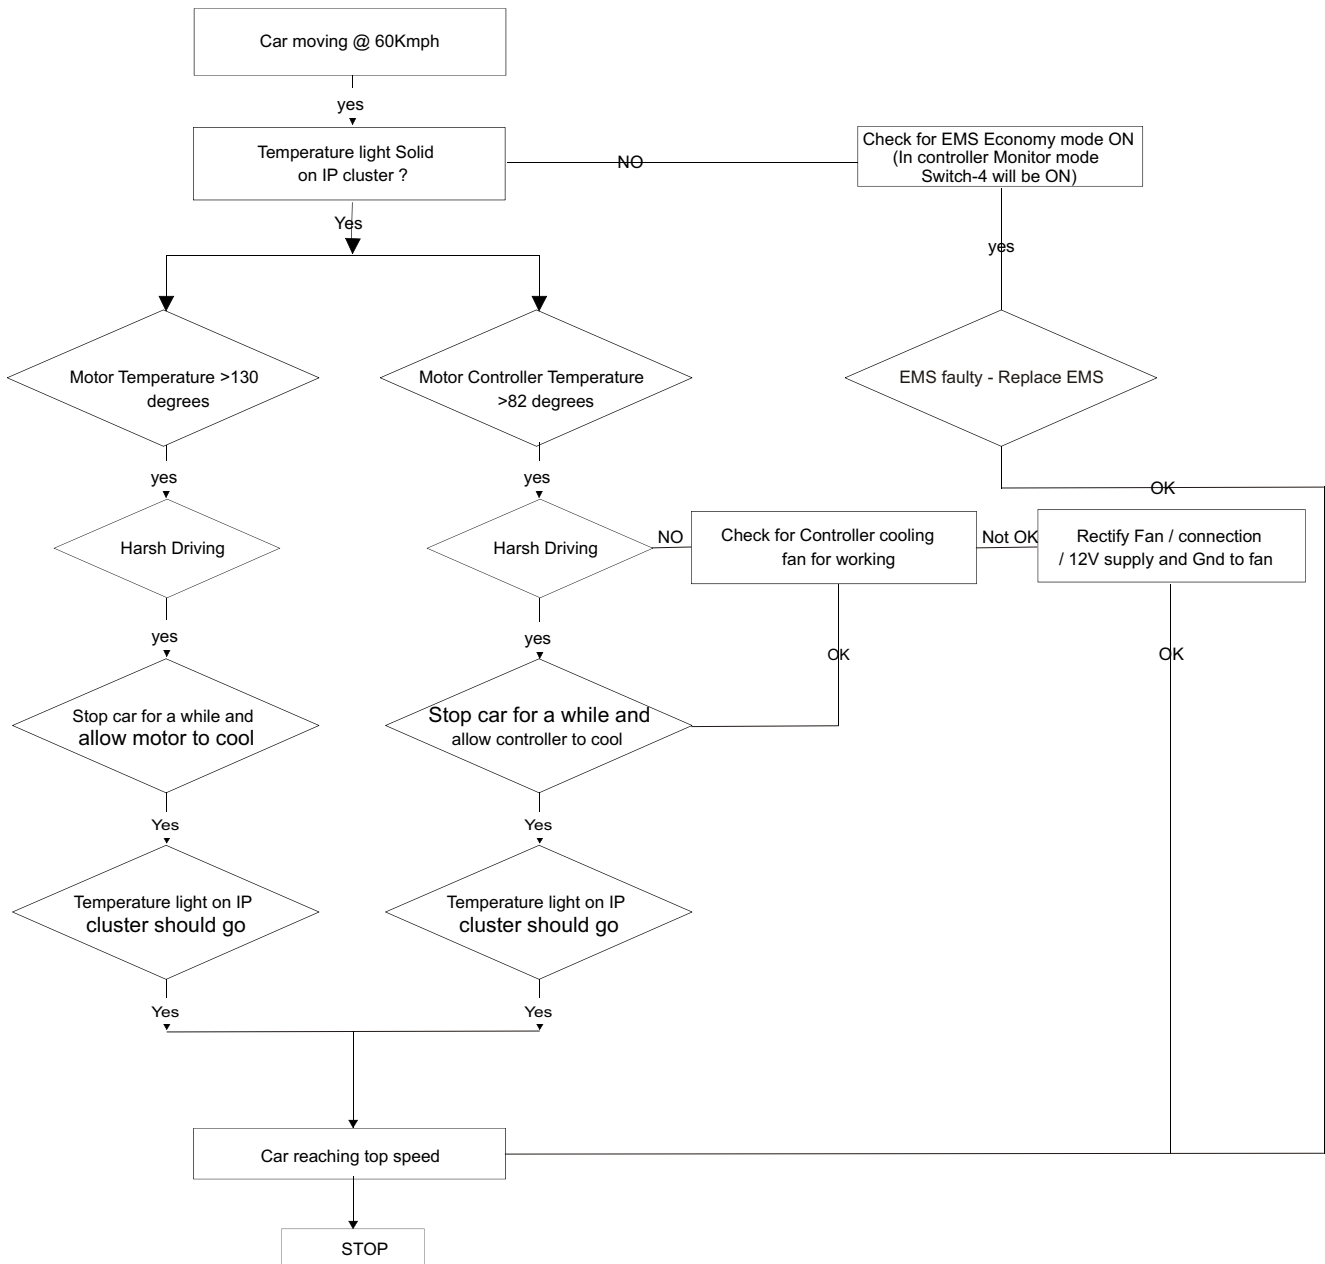 Car moving @ 60Kmph
yes
Temperature light Solid
on IP cluster ?
NO
Check for EMS Economy mode ON
(In controller Monitor mode
Switch-4 will be ON)
Yes
yes
Motor Temperature >130
degrees
Motor Controller Temperature
>82 degrees
EMS faulty - Replace EMS
yes
yes
OK
Harsh Driving
Harsh Driving
NO
Check for Controller cooling
fan for working
Not OK
Rectify Fan / connection
/ 12V supply and Gnd to fan
yes
yes
OK
OK
Stop car for a while and
allow motor to cool
Stop car for a while and
allow controller to cool
Yes
Yes
Temperature light on IP
cluster should go
Temperature light on IP
cluster should go
Yes
Yes
Car reaching top speed
STOP